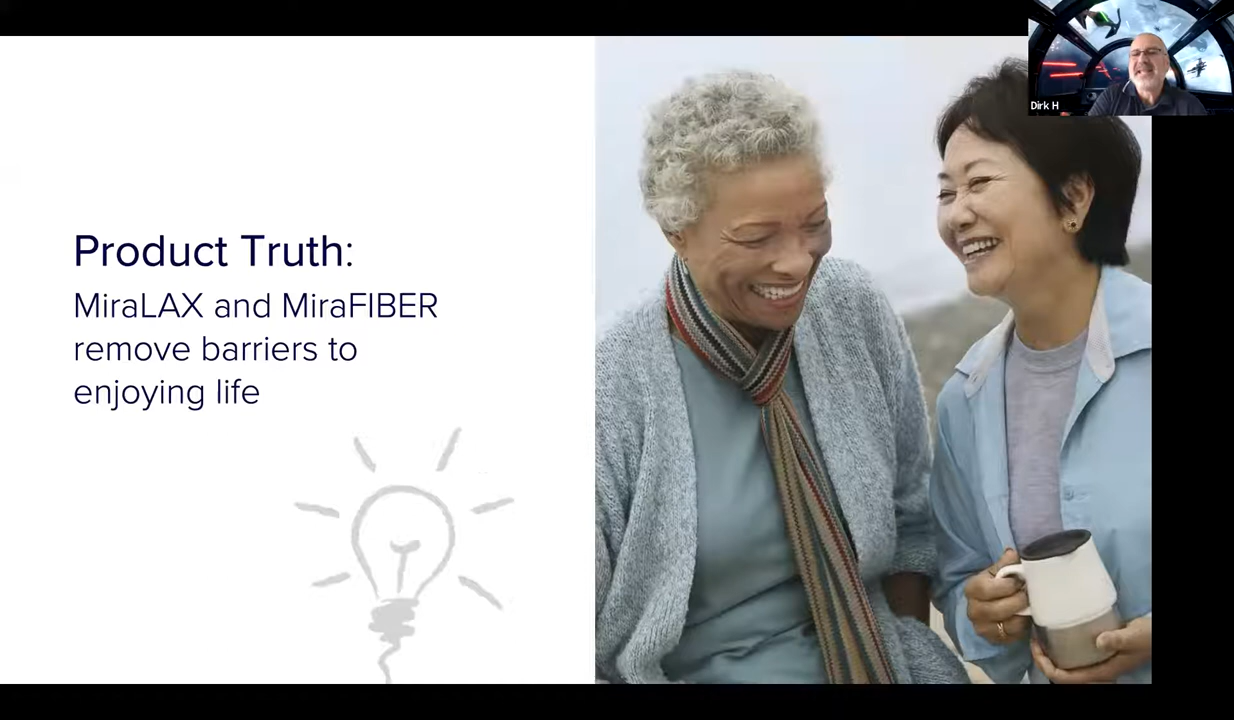 Dirk H
Product Truth:
MiraLAX and MiraFIBER
remove barriers to
enjoying life